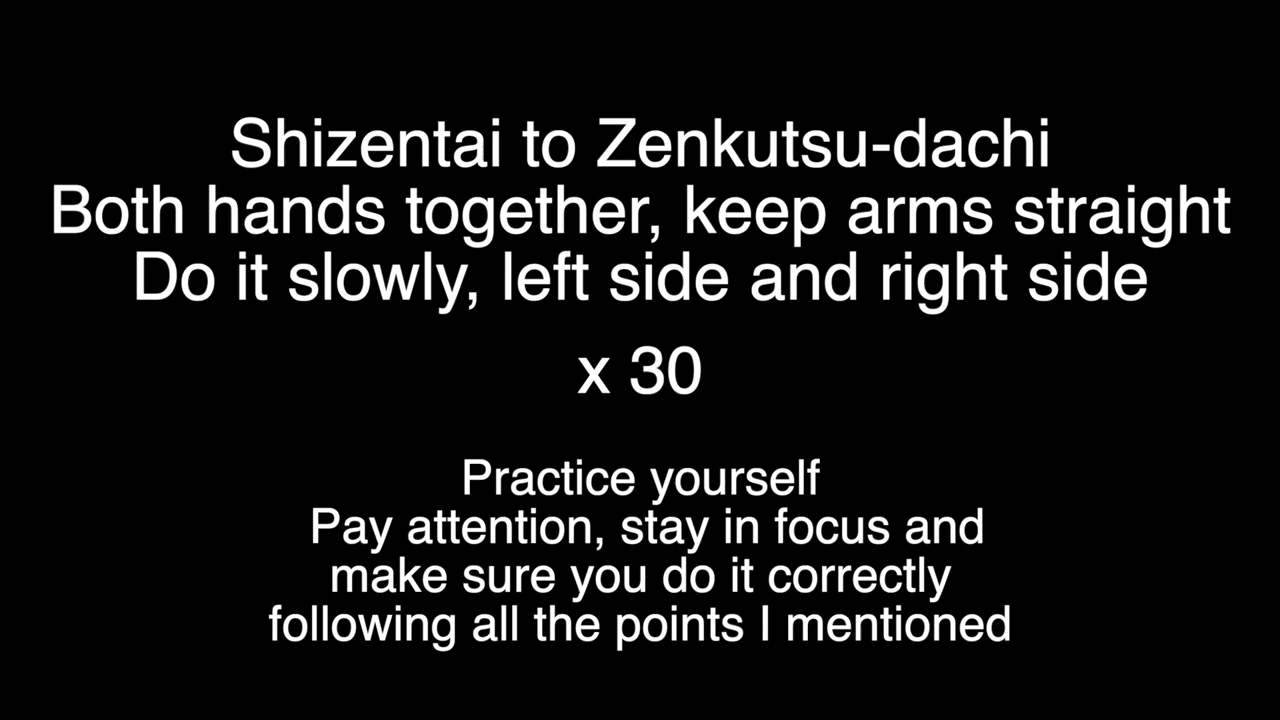 Shizentai to Zenkutsu-dachi
Both hands together, keep arms straight
Do it slowly, left side and right side
x 30
Practice yourself
Pay attention, stay in focus and
make sure you do it correctly
following all the points I mentioned